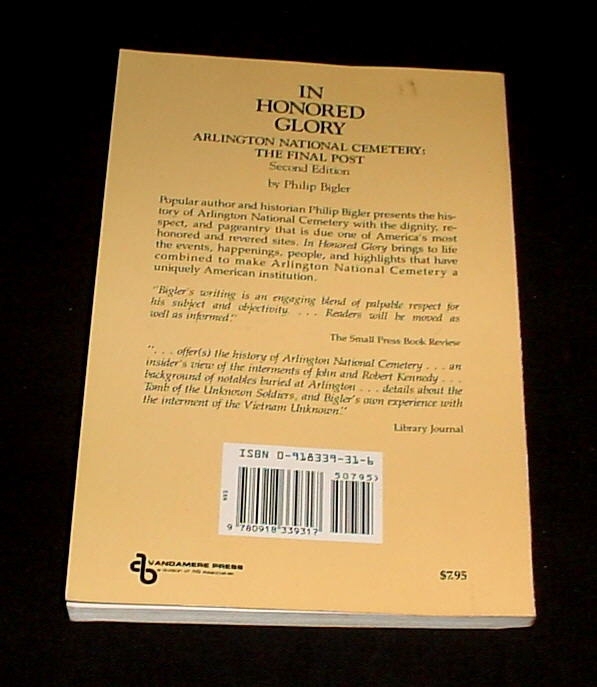 IN
HONORED
GLORY
ARLINGTON NATIONAL CEMETERY:
THE FINAL POST
Second Edition
by Philip Bigler
Popular author and historian Philip Bigler presents the his-
tory of Arlington National Cemetery with the dignity, re-
spect, and pageantry that is due one of America's most
honored and revered sites. In Honored Glory brings to life
the events, happenings, people, and highlights that have
combined to make Arlington National Cemetery a
uniquely American institution.
"Bigler's writing is an engaging blend of palpable respect for
his subject and objectivity. . . . Readers will be moved as
well as informed."
The Small Press Book Review
". . . offer(s) the history of Arlington National Cemetery . . . an
insider's view of the interments of John and Robert Kennedy . . .
background of notables buried at Arlington . . . details about the
Tomb of the Unknown Soldiers, and Bigler's own experience with
the interment of the Vietnam Unknown."
Library Journal
ISBN 0-918339-31-6
50795>
9 780918 339317
VANDAMERE PRESS
$7.95